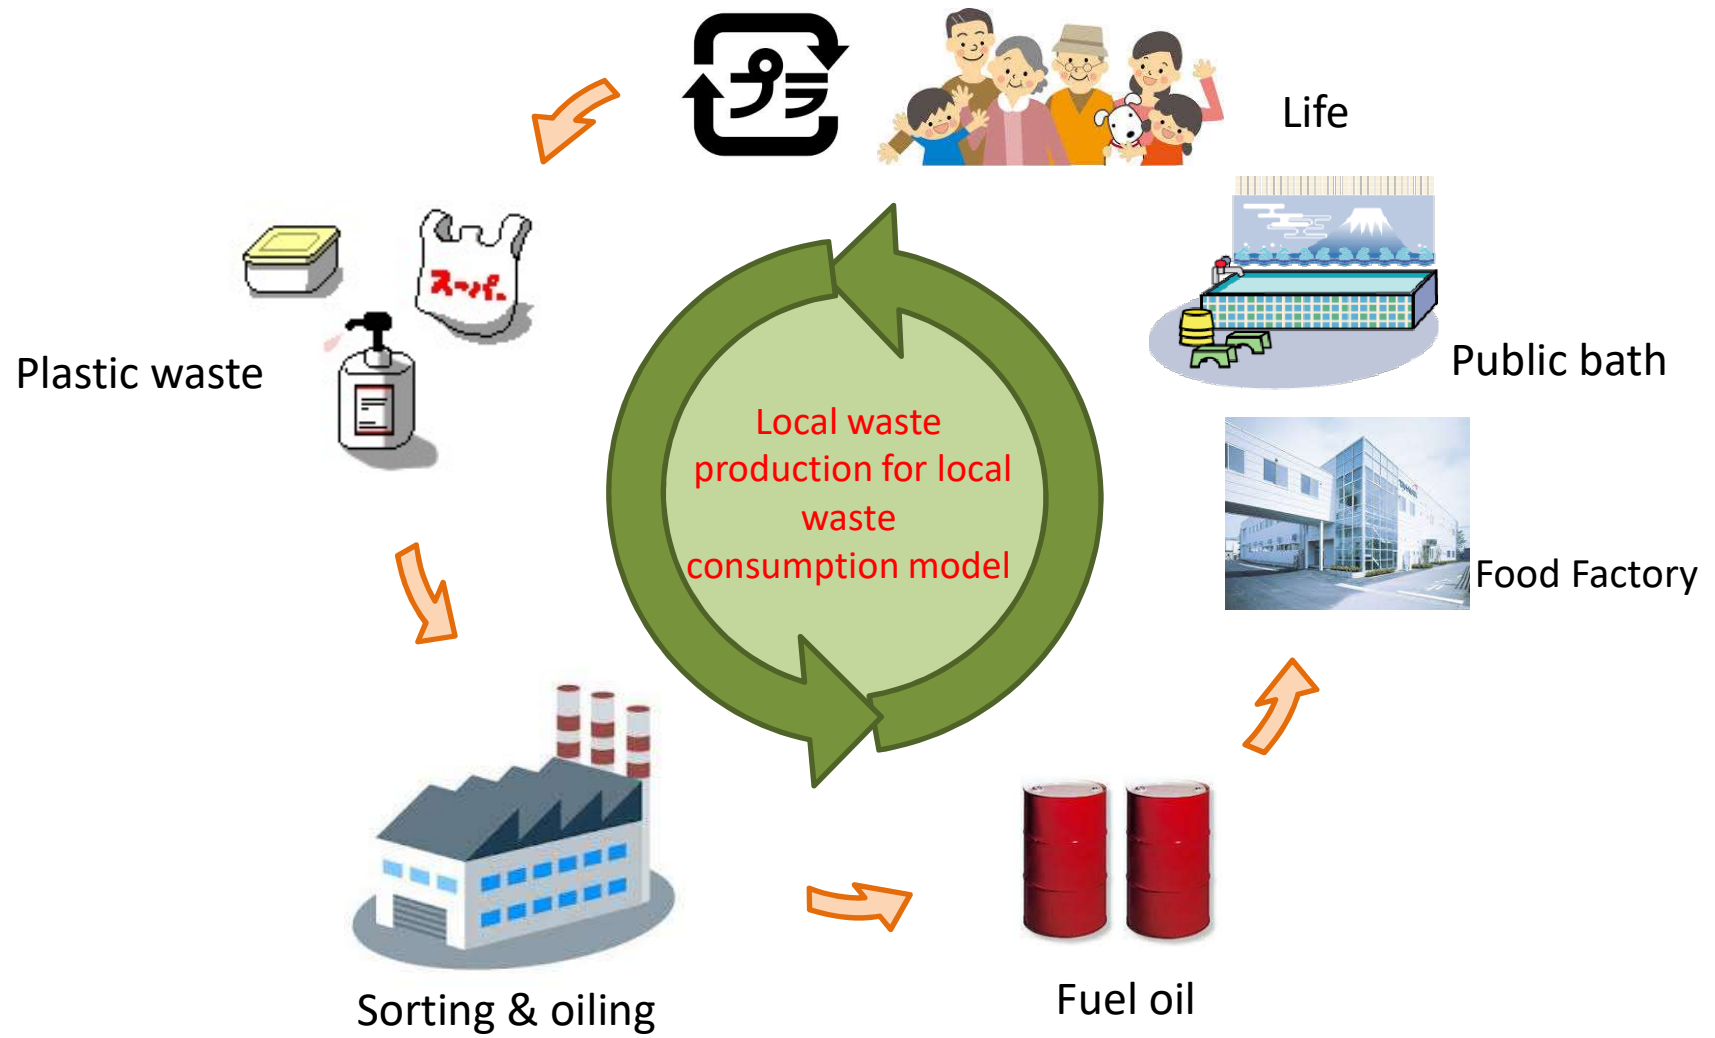 プラ
Life
スーパー
Plastic waste
Public bath
Local waste
production for local
waste
consumption model
Food Factory
Sorting & oiling
Fuel oil